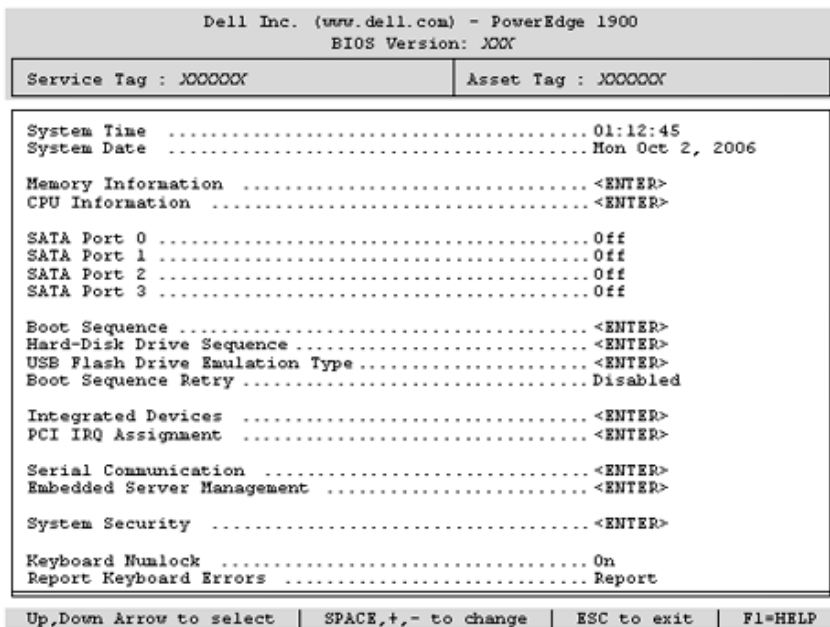 Dell Inc. (www.dell.com) - PowerEdge 1900
BIOS Version: XXX
Service Tag : XXXXXX Asset Tag : XXXXXX
System Time ........................................ 01:12:45
System Date ........................................ Mon Oct 2, 2006
Memory Information ................................. <ENTER>
CPU Information .................................... <ENTER>
SATA Port 0 ......................................... Off
SATA Port 1 ......................................... Off
SATA Port 2 ......................................... Off
SATA Port 3 ......................................... Off
Boot Sequence ....................................... <ENTER>
Hard-Disk Drive Sequence ............................ <ENTER>
USB Flash Drive Emulation Type ...................... <ENTER>
Boot Sequence Retry ................................. Disabled
Integrated Devices ................................. <ENTER>
PCI IRQ Assignment ................................. <ENTER>
Serial Communication ............................... <ENTER>
Embedded Server Management ......................... <ENTER>
System Security .................................... <ENTER>
Keyboard Numlock ................................... On
Report Keyboard Errors ............................. Report
Up,Down Arrow to select | SPACE,+,- to change | ESC to exit | F1=HELP